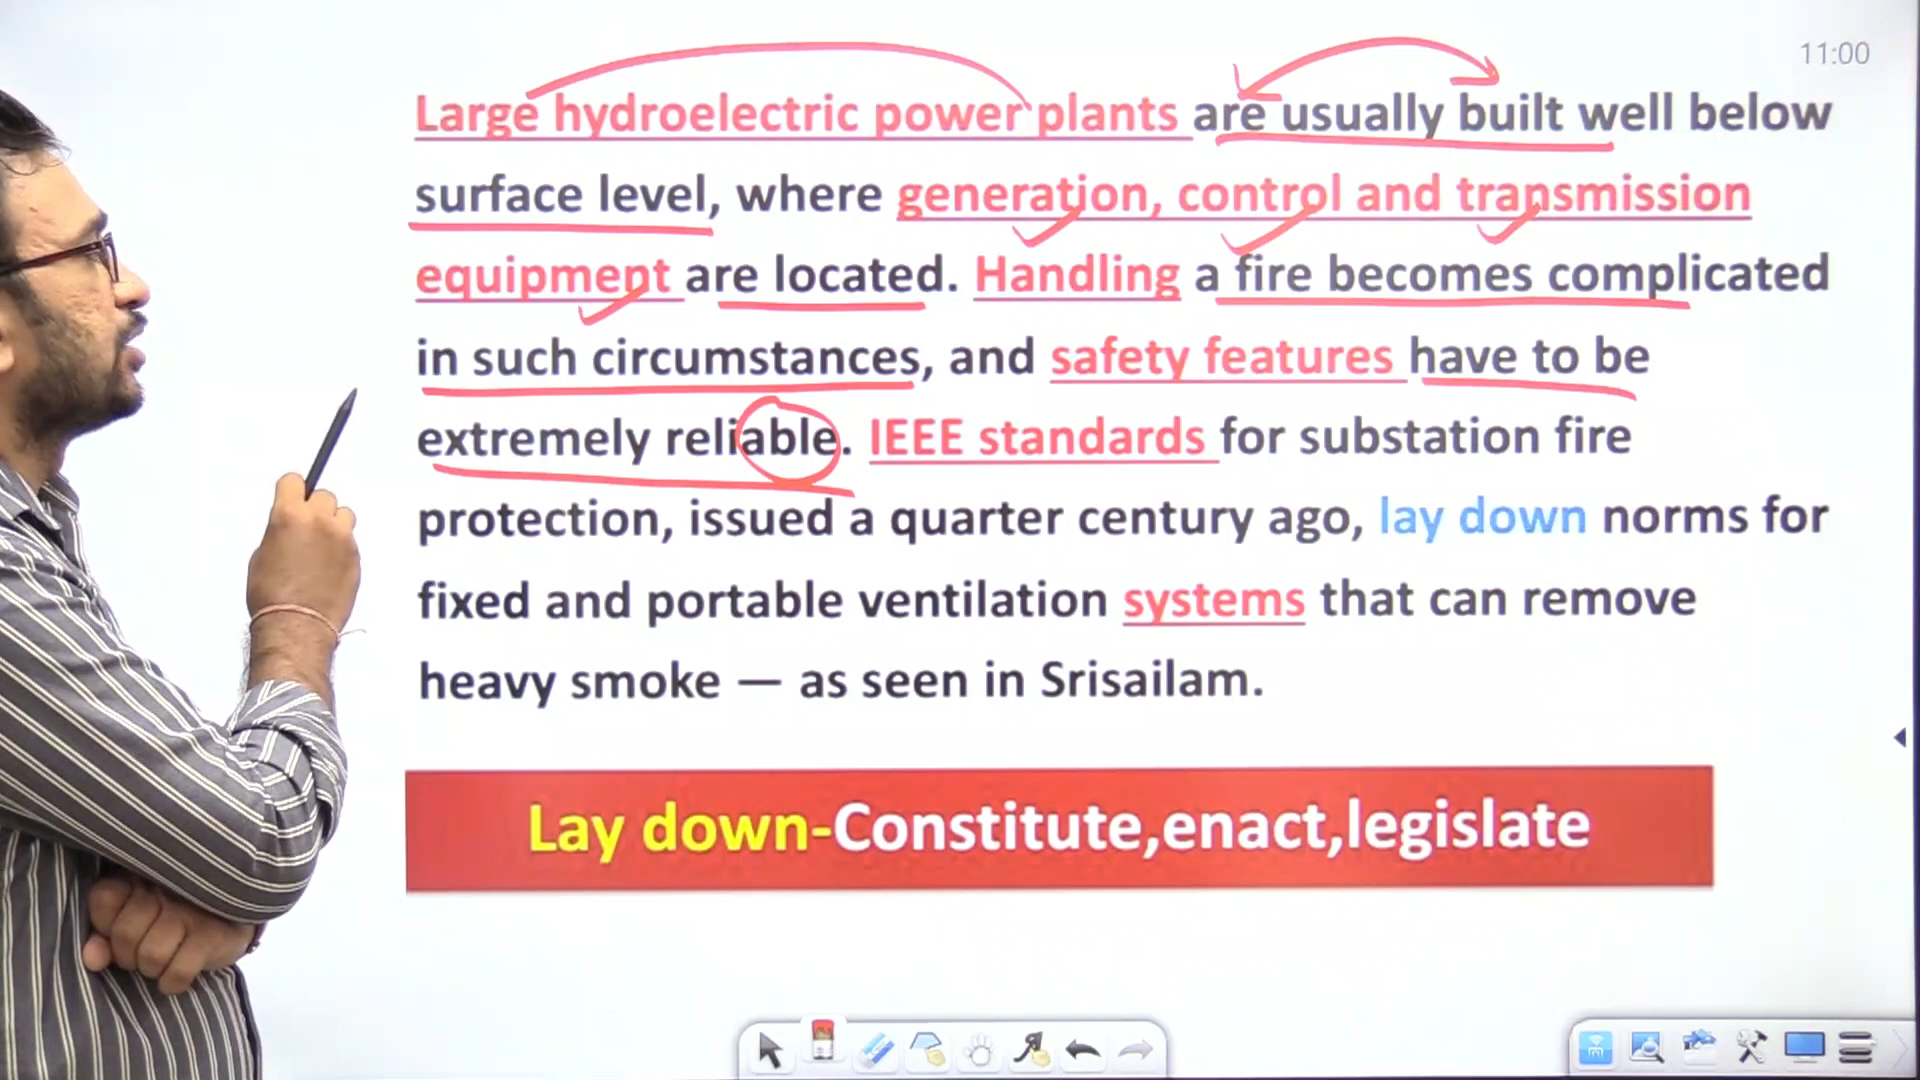 11:00
Large hydroelectric power plants are usually built well below
surface level, where generation, control and transmission
equipment are located. Handling a fire becomes complicated
in such circumstances, and safety features have to be
extremely reliable. IEEE standards for substation fire
protection, issued a quarter century ago, lay down norms for
fixed and portable ventilation systems that can remove
heavy smoke — as seen in Srisailam.
Lay down-Constitute,enact,legislate